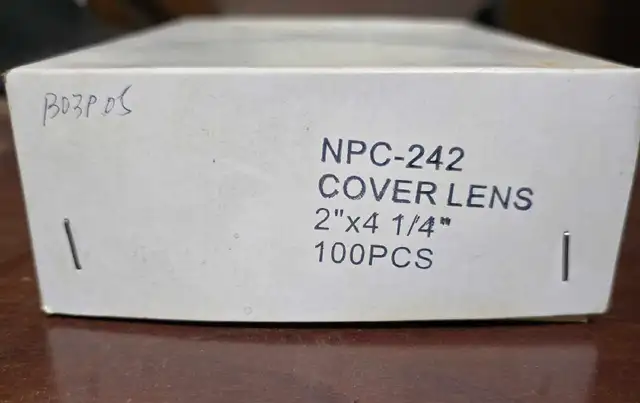 B03P05
NPC-242
COVER LENS
2"x4 1/4"
100PCS